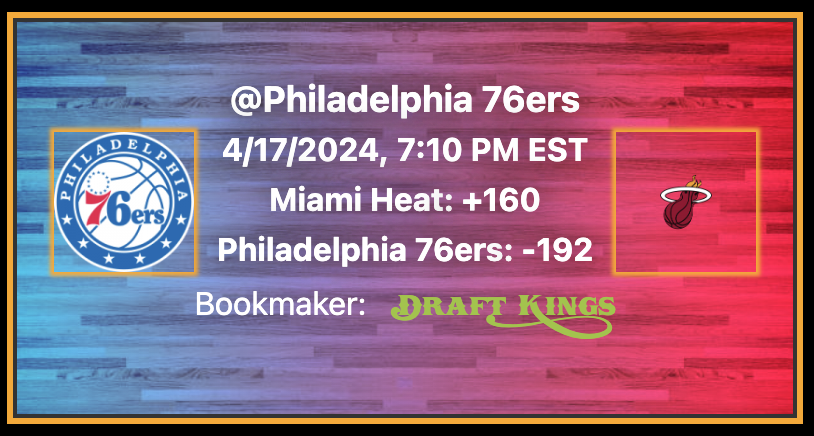 @Philadelphia 76ers
4/17/2024, 7:10 PM EST
Miami Heat: +160
Philadelphia 76ers: -192
Bookmaker: DRAFT KINGS
PHILADELPHIA
76ers